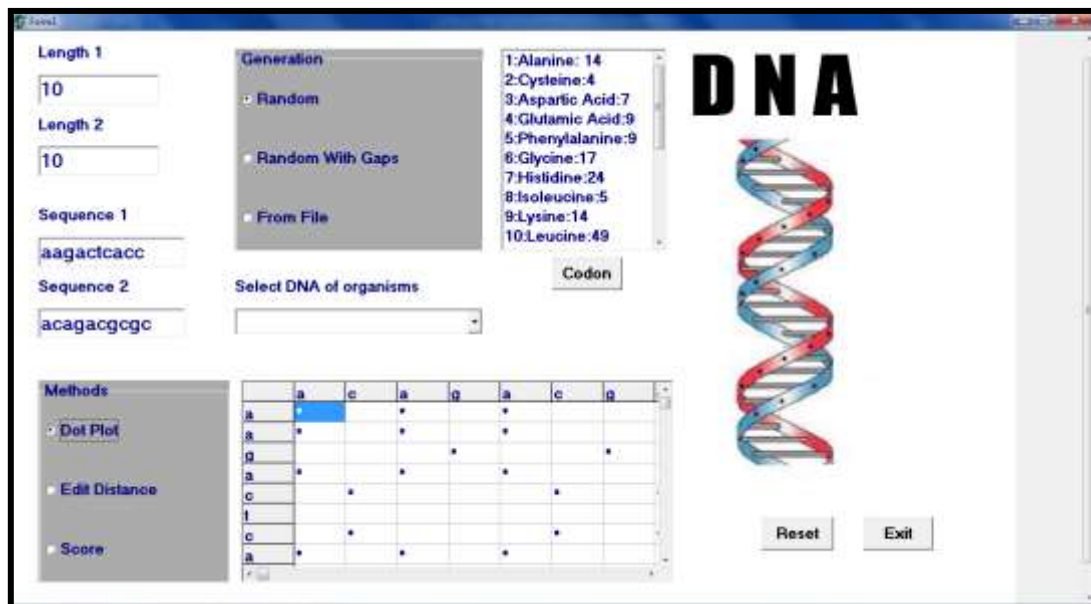 Form1
Length 1
10
Length 2
10
Sequence 1
aagactcacc
Sequence 2
acagacgcgc
Generation
Random
Random With Gaps
From File
Select DNA of organisms
1:Alanine: 14
2:Cysteine:4
3:Aspartic Acid:7
4:Glutamic Acid:9
5:Phenylalanine:9
6:Glycine:17
7:Histidine:24
8:Isoleucine:5
9:Lysine:14
10:Leucine:49
Codon
DNA
Methods
Dot Plot
Edit Distance
Score
a c a g a c g
a * * *
a * * *
g * *
a * * *
c * *
t
c * *
a * * *
Reset
Exit